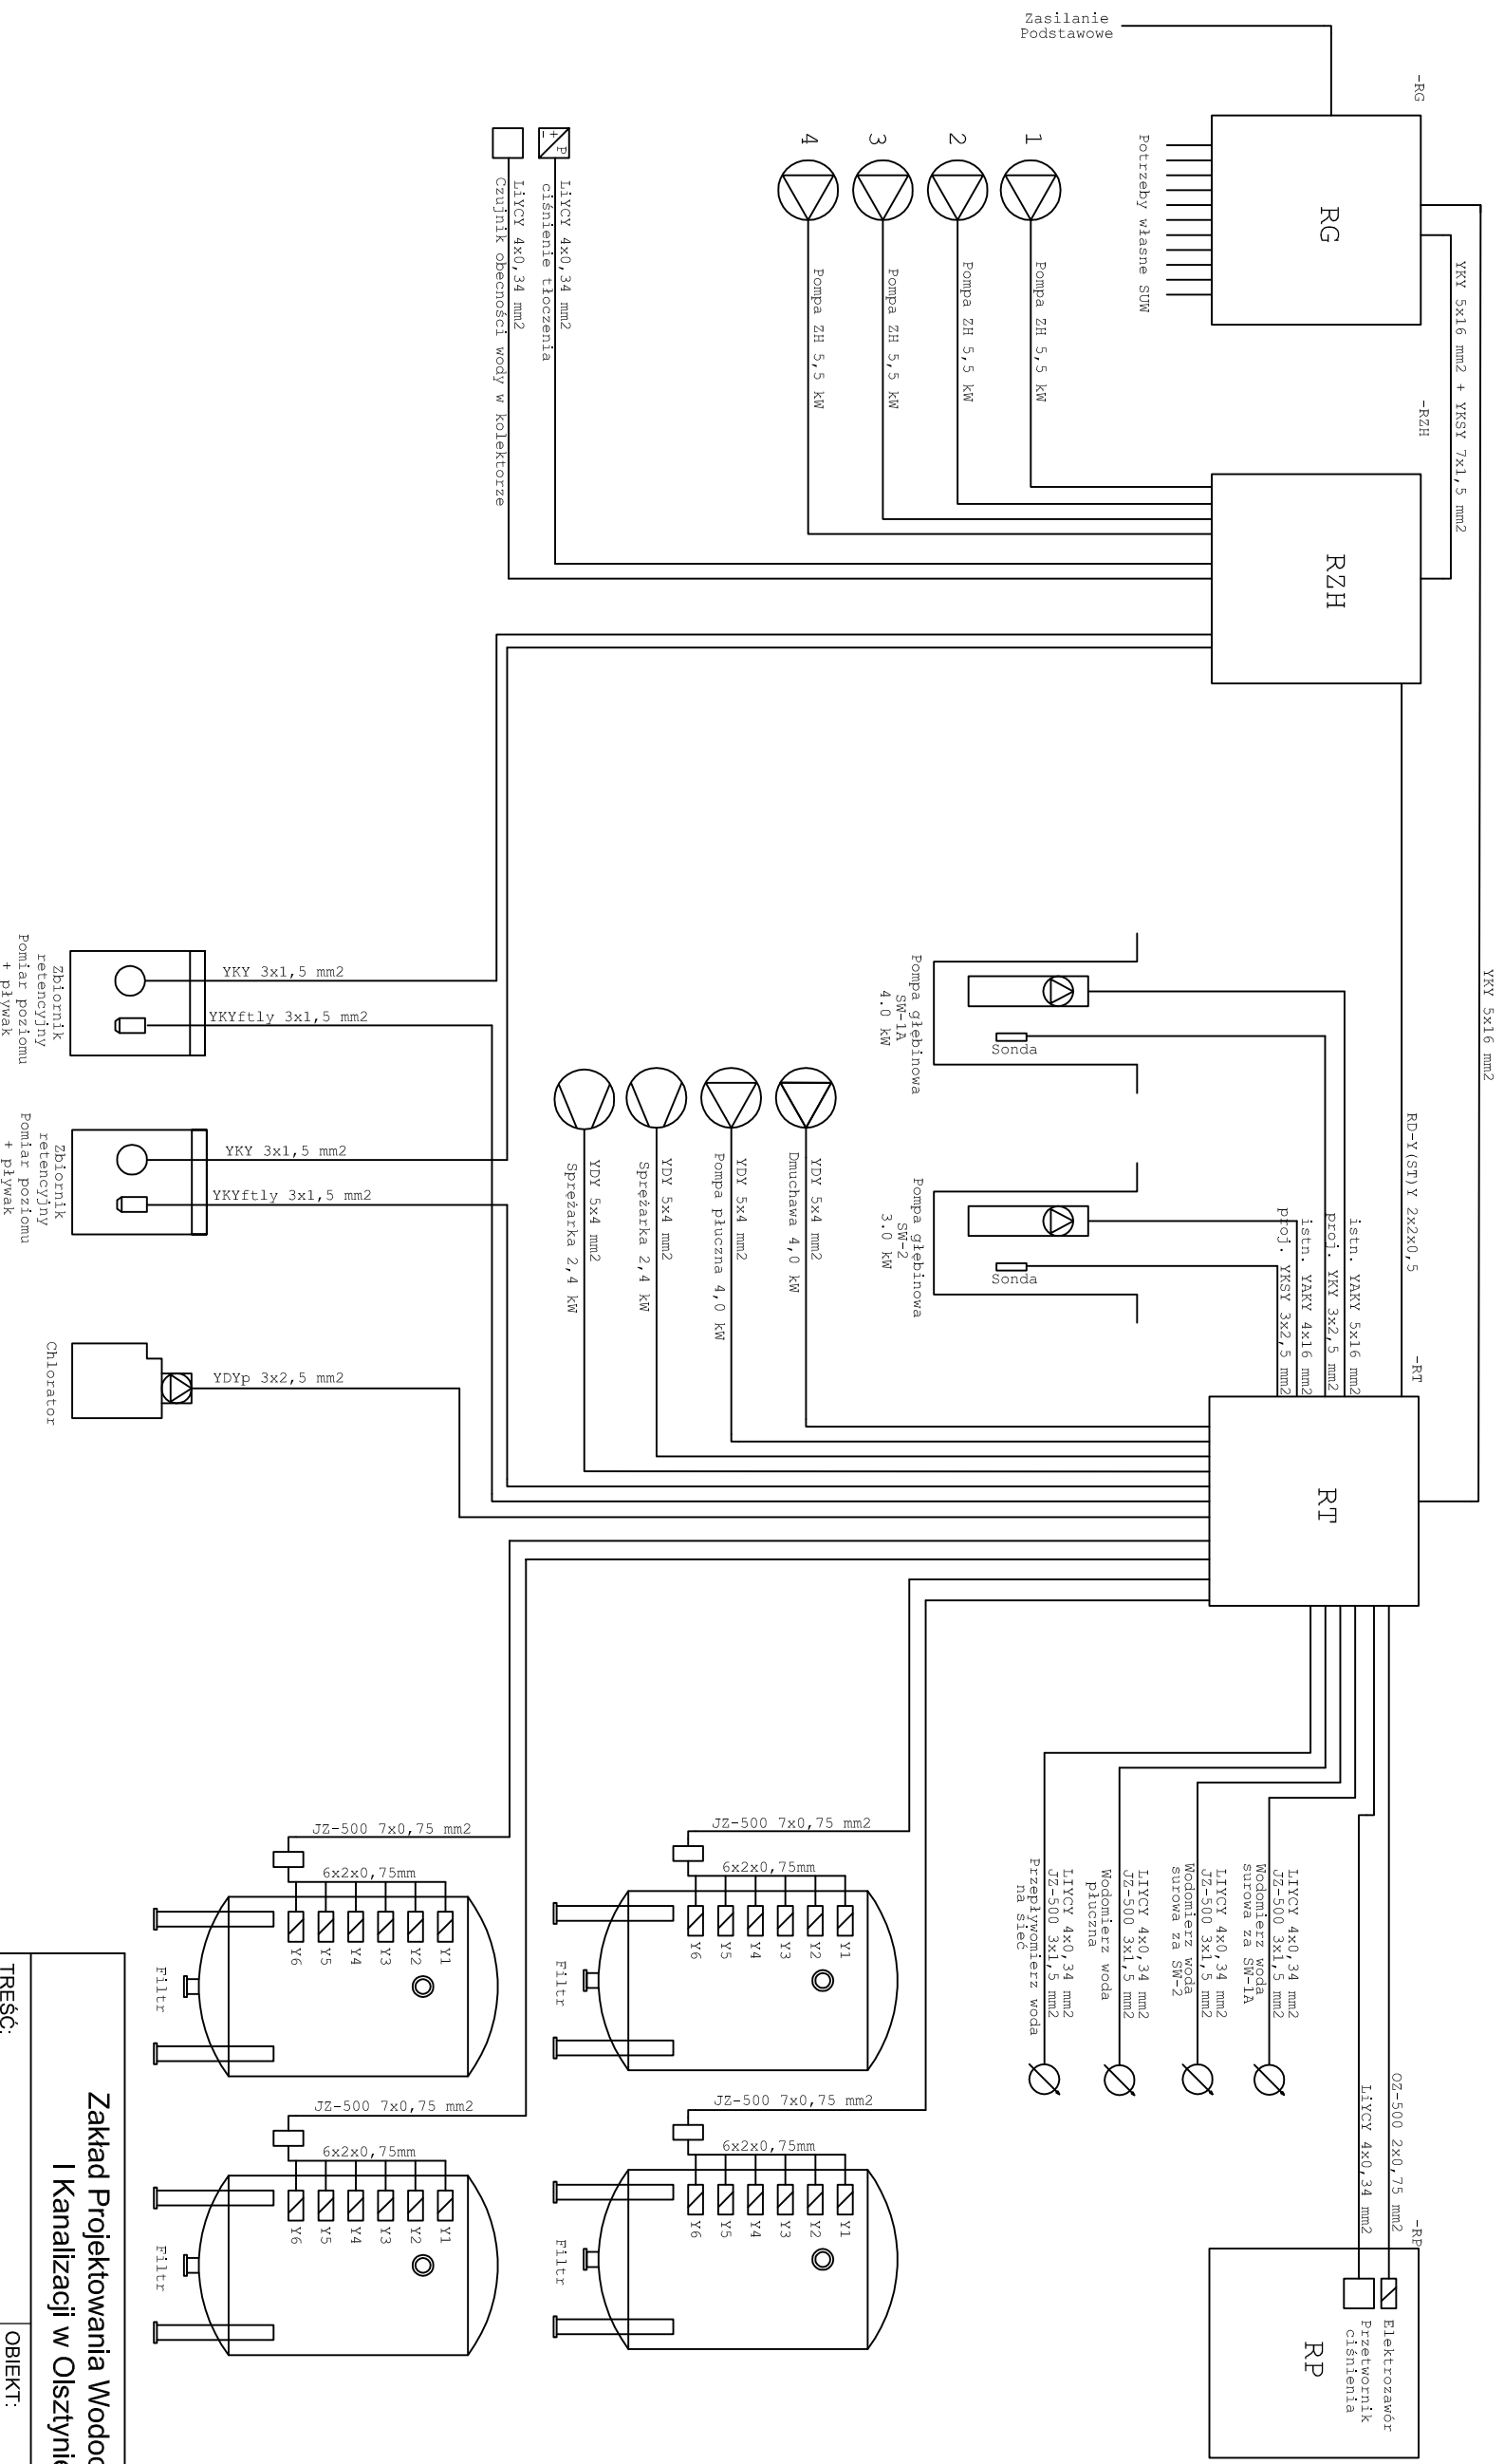 Zasilanie
Podstawowe
-RG
RG
Potrzeby własne SUW
YKY 5x16 mm2 + YKSY 7x1,5 mm2
YKY 5x16 mm2
-RZH
RZH
1
2
3
4
Pompa ZH 5,5 kW
Pompa ZH 5,5 kW
Pompa ZH 5,5 kW
Pompa ZH 5,5 kW
+
-
P
LiYCY 4x0,34 mm2
ciśnienie tłoczenia
LiYCY 4x0,34 mm2
Czujnik obecności wody w kolektorze
RD-Y(ST)Y 2x2x0,5
-RT
RT
istn. YAKY 5x16 mm2
proj. YKY 3x2,5 mm2
istn. YAKY 4x16 mm2
proj. YKSY 3x2,5 mm2
Sonda
Pompa głębinowa
SW-1A
4.0 kW
Sonda
Pompa głębinowa
SW-2
3.0 kW
YDY 5x4 mm2
Dmuchawa 4,0 kW
YDY 5x4 mm2
Pompa płuczna 4,0 kW
YDY 5x4 mm2
Sprężarka 2,4 kW
YDY 5x4 mm2
Sprężarka 2,4 kW
YKY 3x1,5 mm2
YKYftly 3x1,5 mm2
Zbiornik
retencyjny
Pomiar poziomu
+ pływak
YKY 3x1,5 mm2
YKYftly 3x1,5 mm2
Zbiornik
retencyjny
Pomiar poziomu
+ pływak
YDYp 3x2,5 mm2
Chlorator
LIYCY 4x0,34 mm2
JZ-500 3x1,5 mm2
Wodomierz woda
surowa za SW-1A
LIYCY 4x0,34 mm2
JZ-500 3x1,5 mm2
Wodomierz woda
surowa za SW-2
LIYCY 4x0,34 mm2
JZ-500 3x1,5 mm2
Wodomierz woda
płuczna
LIYCY 4x0,34 mm2
JZ-500 3x1,5 mm2
Przepływomierz woda
na sieć
OZ-500 2x0,75 mm2
LiYCY 4x0,34 mm2
-RP
Elektrozawór
Przetwornik
ciśnienia
RP
JZ-500 7x0,75 mm2
6x2x0,75mm
Y1
Y2
Y3
Y4
Y5
Y6
Filtr
JZ-500 7x0,75 mm2
6x2x0,75mm
Y1
Y2
Y3
Y4
Y5
Y6
Filtr
JZ-500 7x0,75 mm2
6x2x0,75mm
Y1
Y2
Y3
Y4
Y5
Y6
Filtr
JZ-500 7x0,75 mm2
6x2x0,75mm
Y1
Y2
Y3
Y4
Y5
Y6
Filtr
Zakład Projektowania
I Kanalizacji w
TREŚĆ:
OBIEKT: